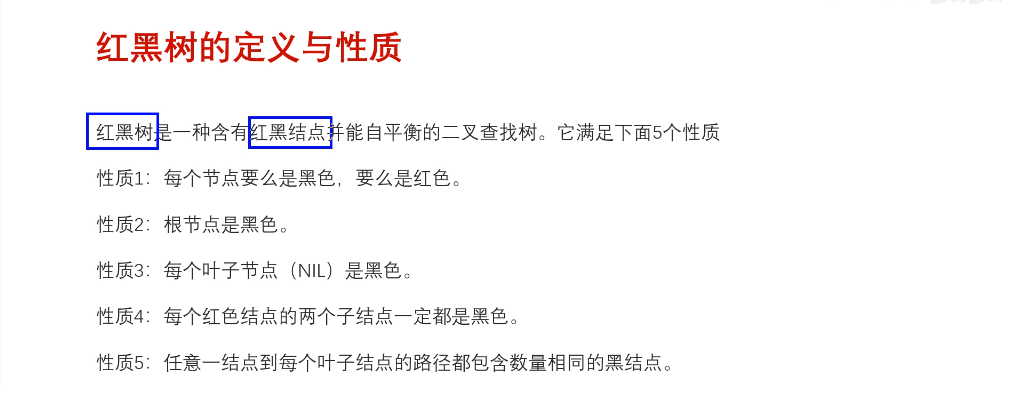 红黑树的定义与性质
红黑树是一种含有红黑结点并能自平衡的二叉查找树。它满足下面5个性质
性质1：每个节点要么是黑色，要么是红色。
性质2：根节点是黑色。
性质3：每个叶子节点（NIL）是黑色。
性质4：每个红色结点的两个子结点一定都是黑色。
性质5：任意一结点到每个叶子结点的路径都包含数量相同的黑结点。